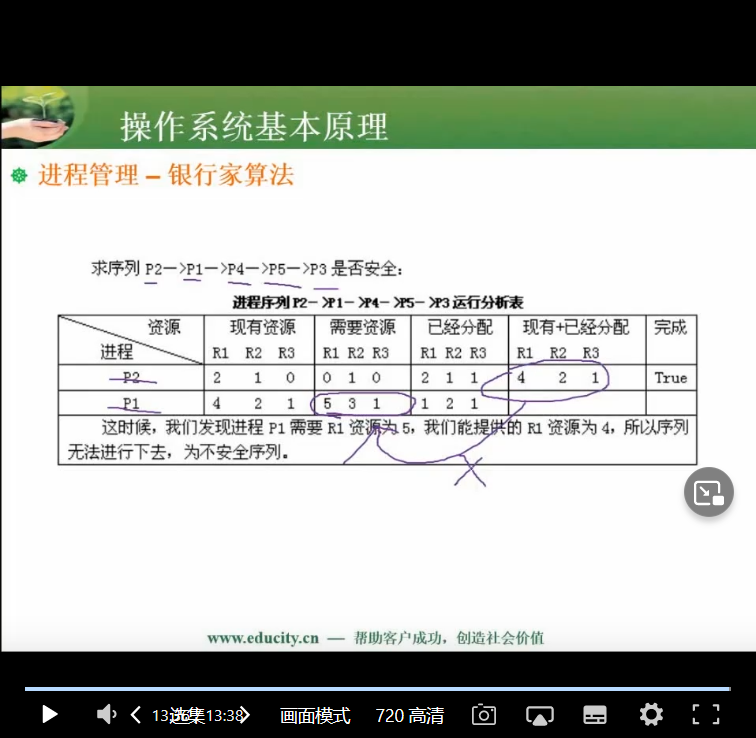 操作系统基本原理
进程管理 – 银行家算法
求序列 P2—>P1—>P4—>P5—>P3 是否安全:
进程序列 P2—>P1—>P4—>P5—>P3 运行分析表
资源 现有资源 需要资源 已经分配 现有+已经分配 完成
进程 R1 R2 R3 R1 R2 R3 R1 R2 R3 R1 R2 R3
P2 2 1 0 0 1 0 2 1 1 4 2 1 True
P1 4 2 1 5 3 1 1 2 1
这时候，我们发现进程 P1 需要 R1 资源为 5，我们能提供的 R1 资源为 4，所以序列
无法进行下去，为不安全序列。
www.educity.cn — 帮助客户成功，创造社会价值
选集 画面模式 720 高清